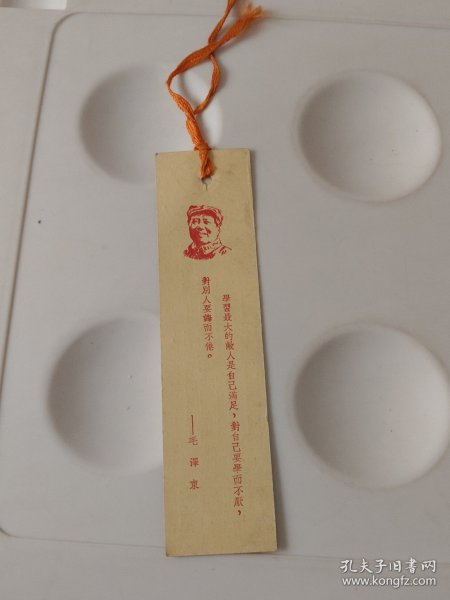 學習最大的敵人是自己滿足，對自己要學而不厭，
對別人要誨而不倦。
——毛澤東
孔夫子旧书网
www.kongfz.com